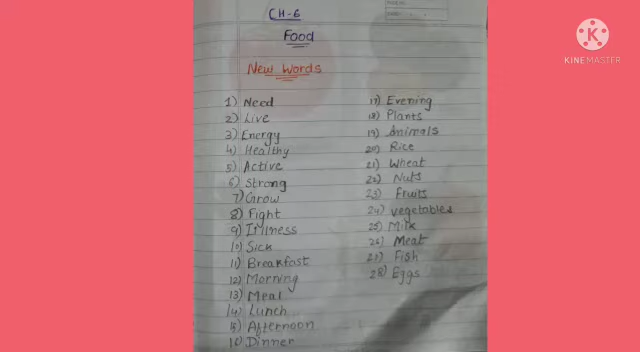 CH-6
Food
New Words
1) Need
2) Live
3) Energy
4) Healthy
5) Active
6) Strong
7) Grow
8) Fight
9) Illness
10) Sick
11) Breakfast
12) Morning
13) Meal
14) Lunch
15) Afternoon
16) Dinner
17) Evening
18) Plants
19) Animals
20) Rice
21) Wheat
22) Nuts
23) Fruits
24) vegetables
25) Milk
26) Meat
27) Fish
28) Eggs
KINEMASTER